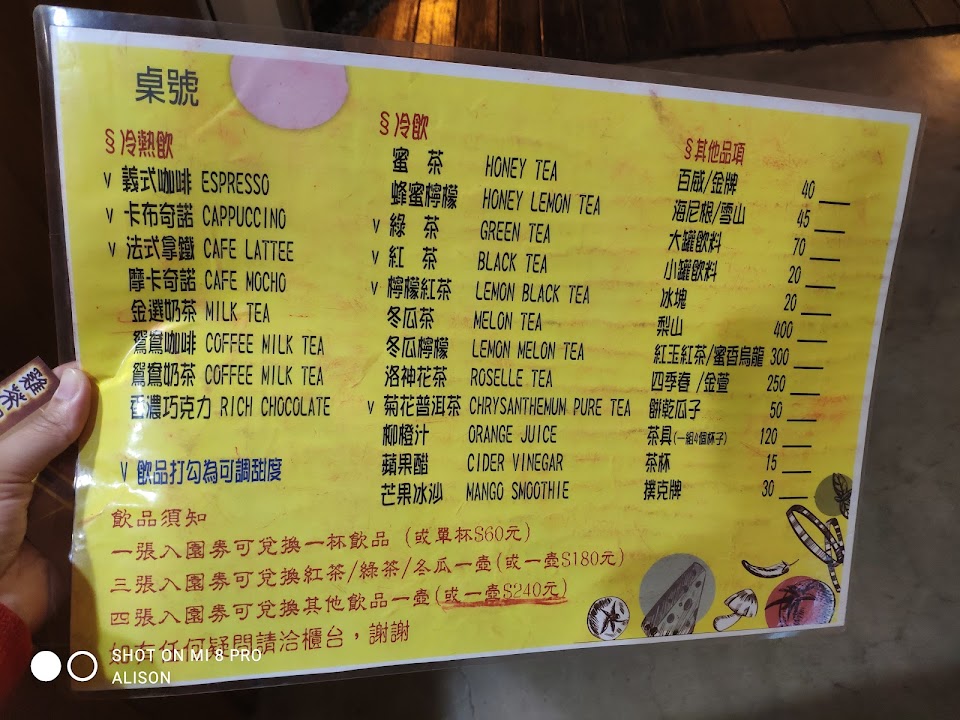 桌號
§冷熱飲
v 義式咖啡 ESPRESSO
v 卡布奇諾 CAPPUCCINO
v 法式拿鐵 CAFE LATTEE
摩卡奇諾 CAFE MOCHO
金選奶茶 MILK TEA
鴛鴦咖啡 COFFEE MILK TEA
鴛鴦奶茶 COFFEE MILK TEA
香濃巧克力 RICH CHOCOLATE
V 飲品打勾為可調甜度
§冷飲
蜜 茶 HONEY TEA
蜂蜜檸檬 HONEY LEMON TEA
v 綠 茶 GREEN TEA
v 紅 茶 BLACK TEA
v 檸檬紅茶 LEMON BLACK TEA
冬瓜茶 MELON TEA
冬瓜檸檬 LEMON MELON TEA
洛神花茶 ROSELLE TEA
v 菊花普洱茶 CHRYSANTHEMUN PURE TEA
柳橙汁 ORANGE JUICE
蘋果醋 CIDER VINEGAR
芒果冰沙 MANGO SMOOTHIE
§其他品項
百威/金牌 40
海尼根/雪山 45
大罐飲料 70
小罐飲料 20
冰塊 20
梨山 400
紅玉紅茶/蜜香烏龍 300
四季春/金萱 250
餅乾瓜子 50
茶具(一組4個杯子) 120
茶杯 15
撲克牌 30
飲品須知
一張入園券可兌換一杯飲品 (或單杯$60元)
三張入園券可兌換紅茶/綠茶/冬瓜一壺(或一壺$180元)
四張入園券可兌換其他飲品一壺(或一壺$240元)
如有任何疑問請洽櫃台，謝謝
SHOT ON MI 8 PRO
ALISON